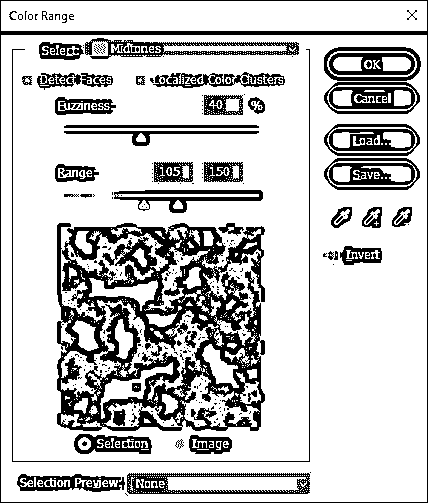 Color Range
Select: Midtones
Detect Faces Localized Color Clusters
Fuzziness: 40 %
Range: 105 150
Selection Image
Selection Preview: None
OK
Cancel
Load...
Save...
Invert